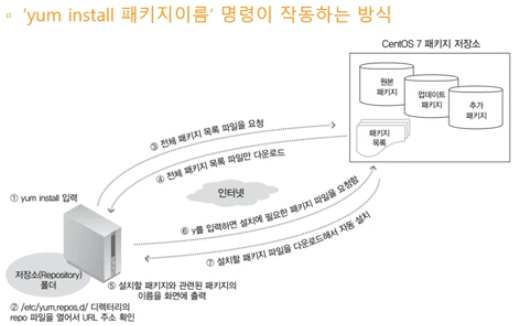 ▫ ‘yum install 패키지이름‘ 명령이 작동하는 방식
CentOS 7 패키지 저장소
원본
패키지
업데이트
패키지
추가
패키지
패키지
목록
③ 전체 패키지 목록 파일을 요청
④ 전체 패키지 목록 파일만 다운로드
인터넷
① yum install 입력
⑥ y를 입력하면 설치에 필요한 패키지 파일을 요청함
⑦ 설치할 패키지 파일을 다운로드해서 자동 설치
저장소(Repository)
폴더
⑤ 설치할 패키지와 관련된 패키지의
이름을 화면에 출력
② /etc/yum.repos.d/ 디렉터리의
repo 파일을 열어서 URL 주소 확인